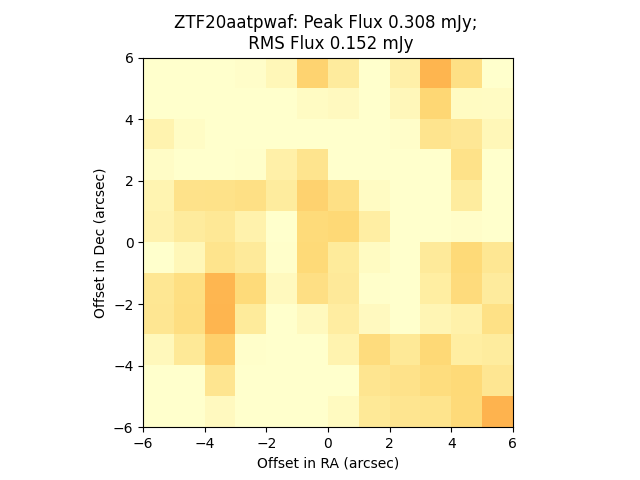 ZTF20aatpwaf: Peak Flux 0.308 mJy;
RMS Flux 0.152 mJy
6
4
2
0
−2
−4
−6
Offset in Dec (arcsec)
−6 −4 −2 0 2 4 6
Offset in RA (arcsec)